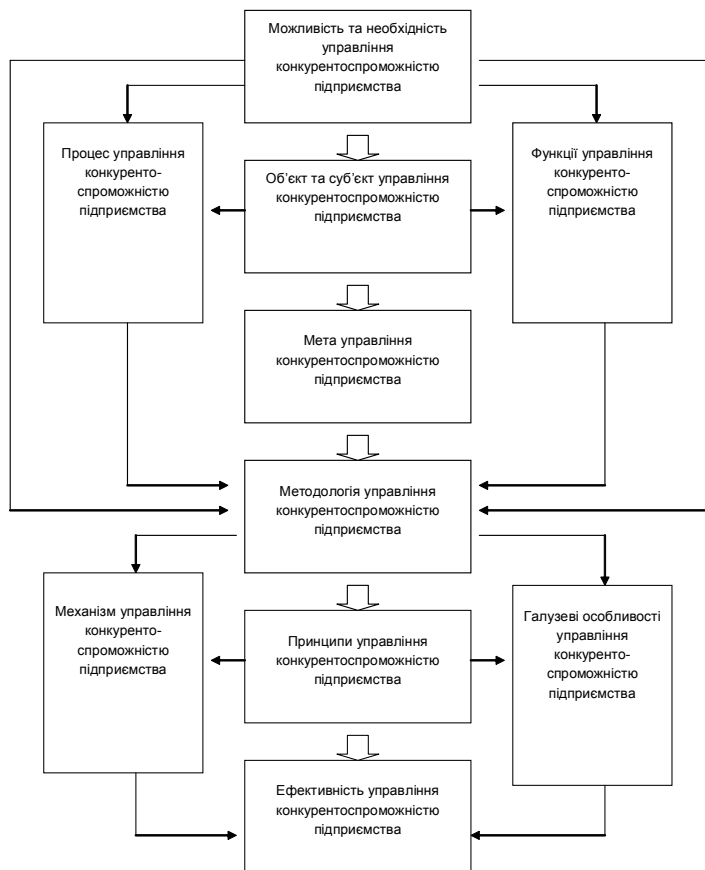 Можливість та необхідність
управління
конкурентоспроможністю
підприємства
Процес управління
конкуренто-
спроможністю
підприємства
Об’єкт та суб’єкт управління
конкурентоспроможністю
підприємства
Функції управління
конкуренто-
спроможністю
підприємства
Мета управління
конкурентоспроможністю
підприємства
Методологія управління
конкурентоспроможністю
підприємства
Механізм управління
конкуренто-
спроможністю
підприємства
Принципи управління
конкурентоспроможністю
підприємства
Галузеві особливості
управління
конкуренто-
спроможністю
підприємства
Ефективність управління
конкурентоспроможністю
підприємства